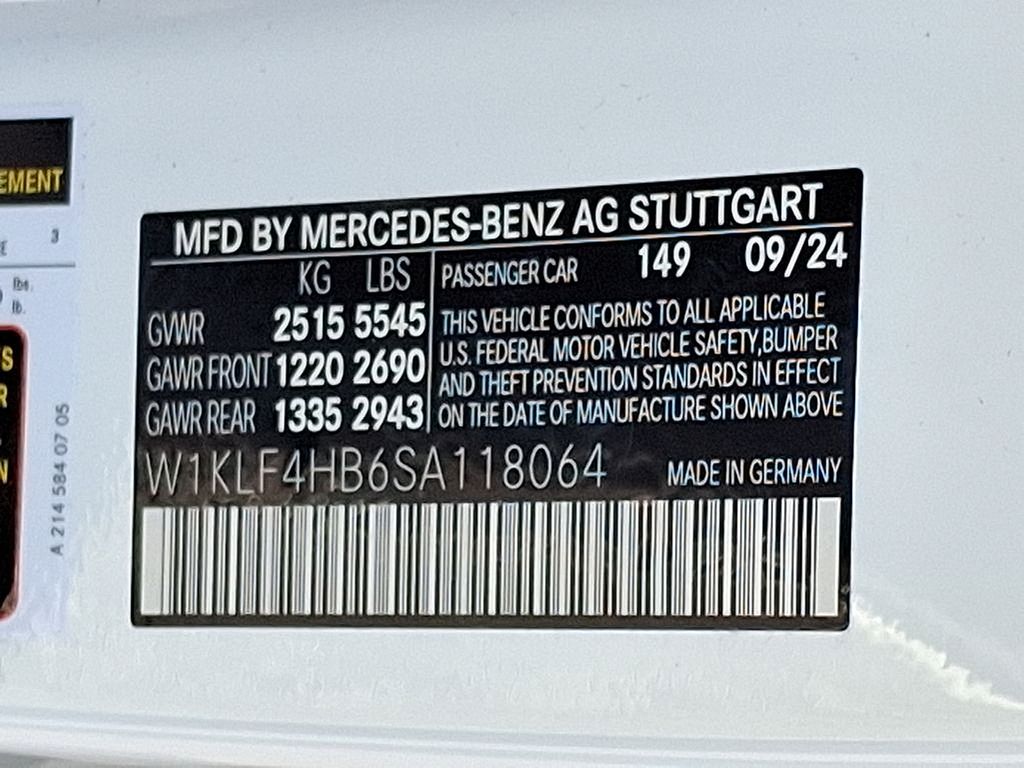 EMENT
3
lbs.
lb.
A 214 584 07 05
MFD BY MERCEDES-BENZ AG STUTTGART
KG LBS
GVWR 2515 5545
GAWR FRONT 1220 2690
GAWR REAR 1335 2943
PASSENGER CAR 149 09/24
THIS VEHICLE CONFORMS TO ALL APPLICABLE
U.S. FEDERAL MOTOR VEHICLE SAFETY,BUMPER
AND THEFT PREVENTION STANDARDS IN EFFECT
ON THE DATE OF MANUFACTURE SHOWN ABOVE
W1KLF4HB6SA118064 MADE IN GERMANY